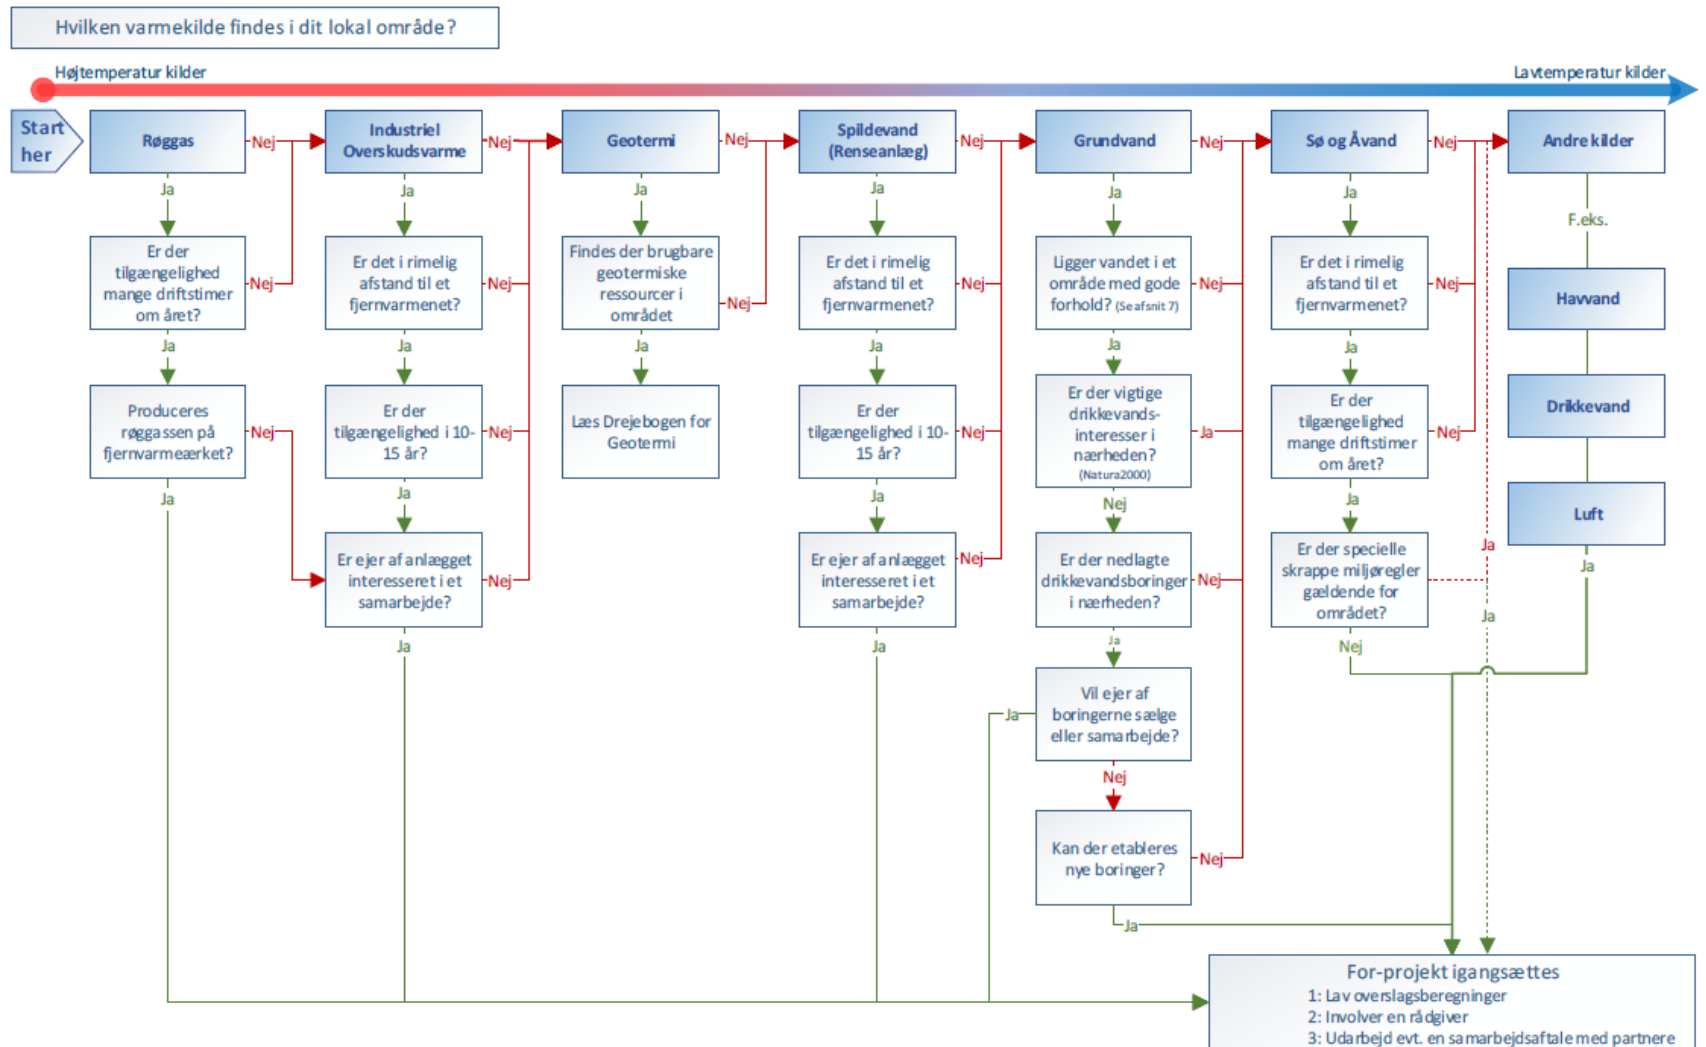 Hvilken varmekilde findes i dit lokal område?
Højtemperatur kilder
Lavtemperatur kilder
Start
her
Røggas
Nej
Industriel
Overskudsvarme
Nej
Geotermi
Nej
Spildevand
(Renseanlæg)
Nej
Grundvand
Nej
Sø og Åvand
Nej
Andre kilder
Ja
Ja
Ja
Ja
Ja
Ja
F.eks.
Er der
tilgængelighed
mange driftstimer
om året?
Nej
Er det i rimelig
afstand til et
fjernvarmenet?
Nej
Findes der brugbare
geotermiske
ressourcer i
området
Nej
Er det i rimelig
afstand til et
fjernvarmenet?
Nej
Ligger vandet i et
område med gode
forhold? (Se afsnit 7)
Nej
Er det i rimelig
afstand til et
fjernvarmenet?
Nej
Havvand
Ja
Ja
Ja
Ja
Ja
Ja
Produceres
røggassen på
fjernvarmeærket?
Nej
Er der
tilgængelighed i 10-
15 år?
Nej
Læs Drejebogen for
Geotermi
Er der
tilgængelighed i 10-
15 år?
Nej
Er der vigtige
drikkevands-
interesser i
nærheden?
(Natura2000)
Ja
Er der
tilgængelighed
mange driftstimer
om året?
Nej
Drikkevand
Ja
Ja
Ja
Nej
Ja
Luft
Er ejer af anlægget
interesseret i et
samarbejde?
Nej
Er ejer af anlægget
interesseret i et
samarbejde?
Nej
Er der nedlagte
drikkevandsboringer
i nærheden?
Nej
Er der specielle
skrappe miljøregler
gældende for
området?
Ja
Ja
Ja
Ja
Ja
Ja
Nej
Vil ejer af
boringerne sælge
eller samarbejde?
Ja
Nej
Kan der etableres
nye boringer?
Nej
Ja
For-projekt igangsættes
1: Lav overslagsberegninger
2: Involver en rådgiver
3: Udarbejd evt. en samarbejdsaftale med partnere